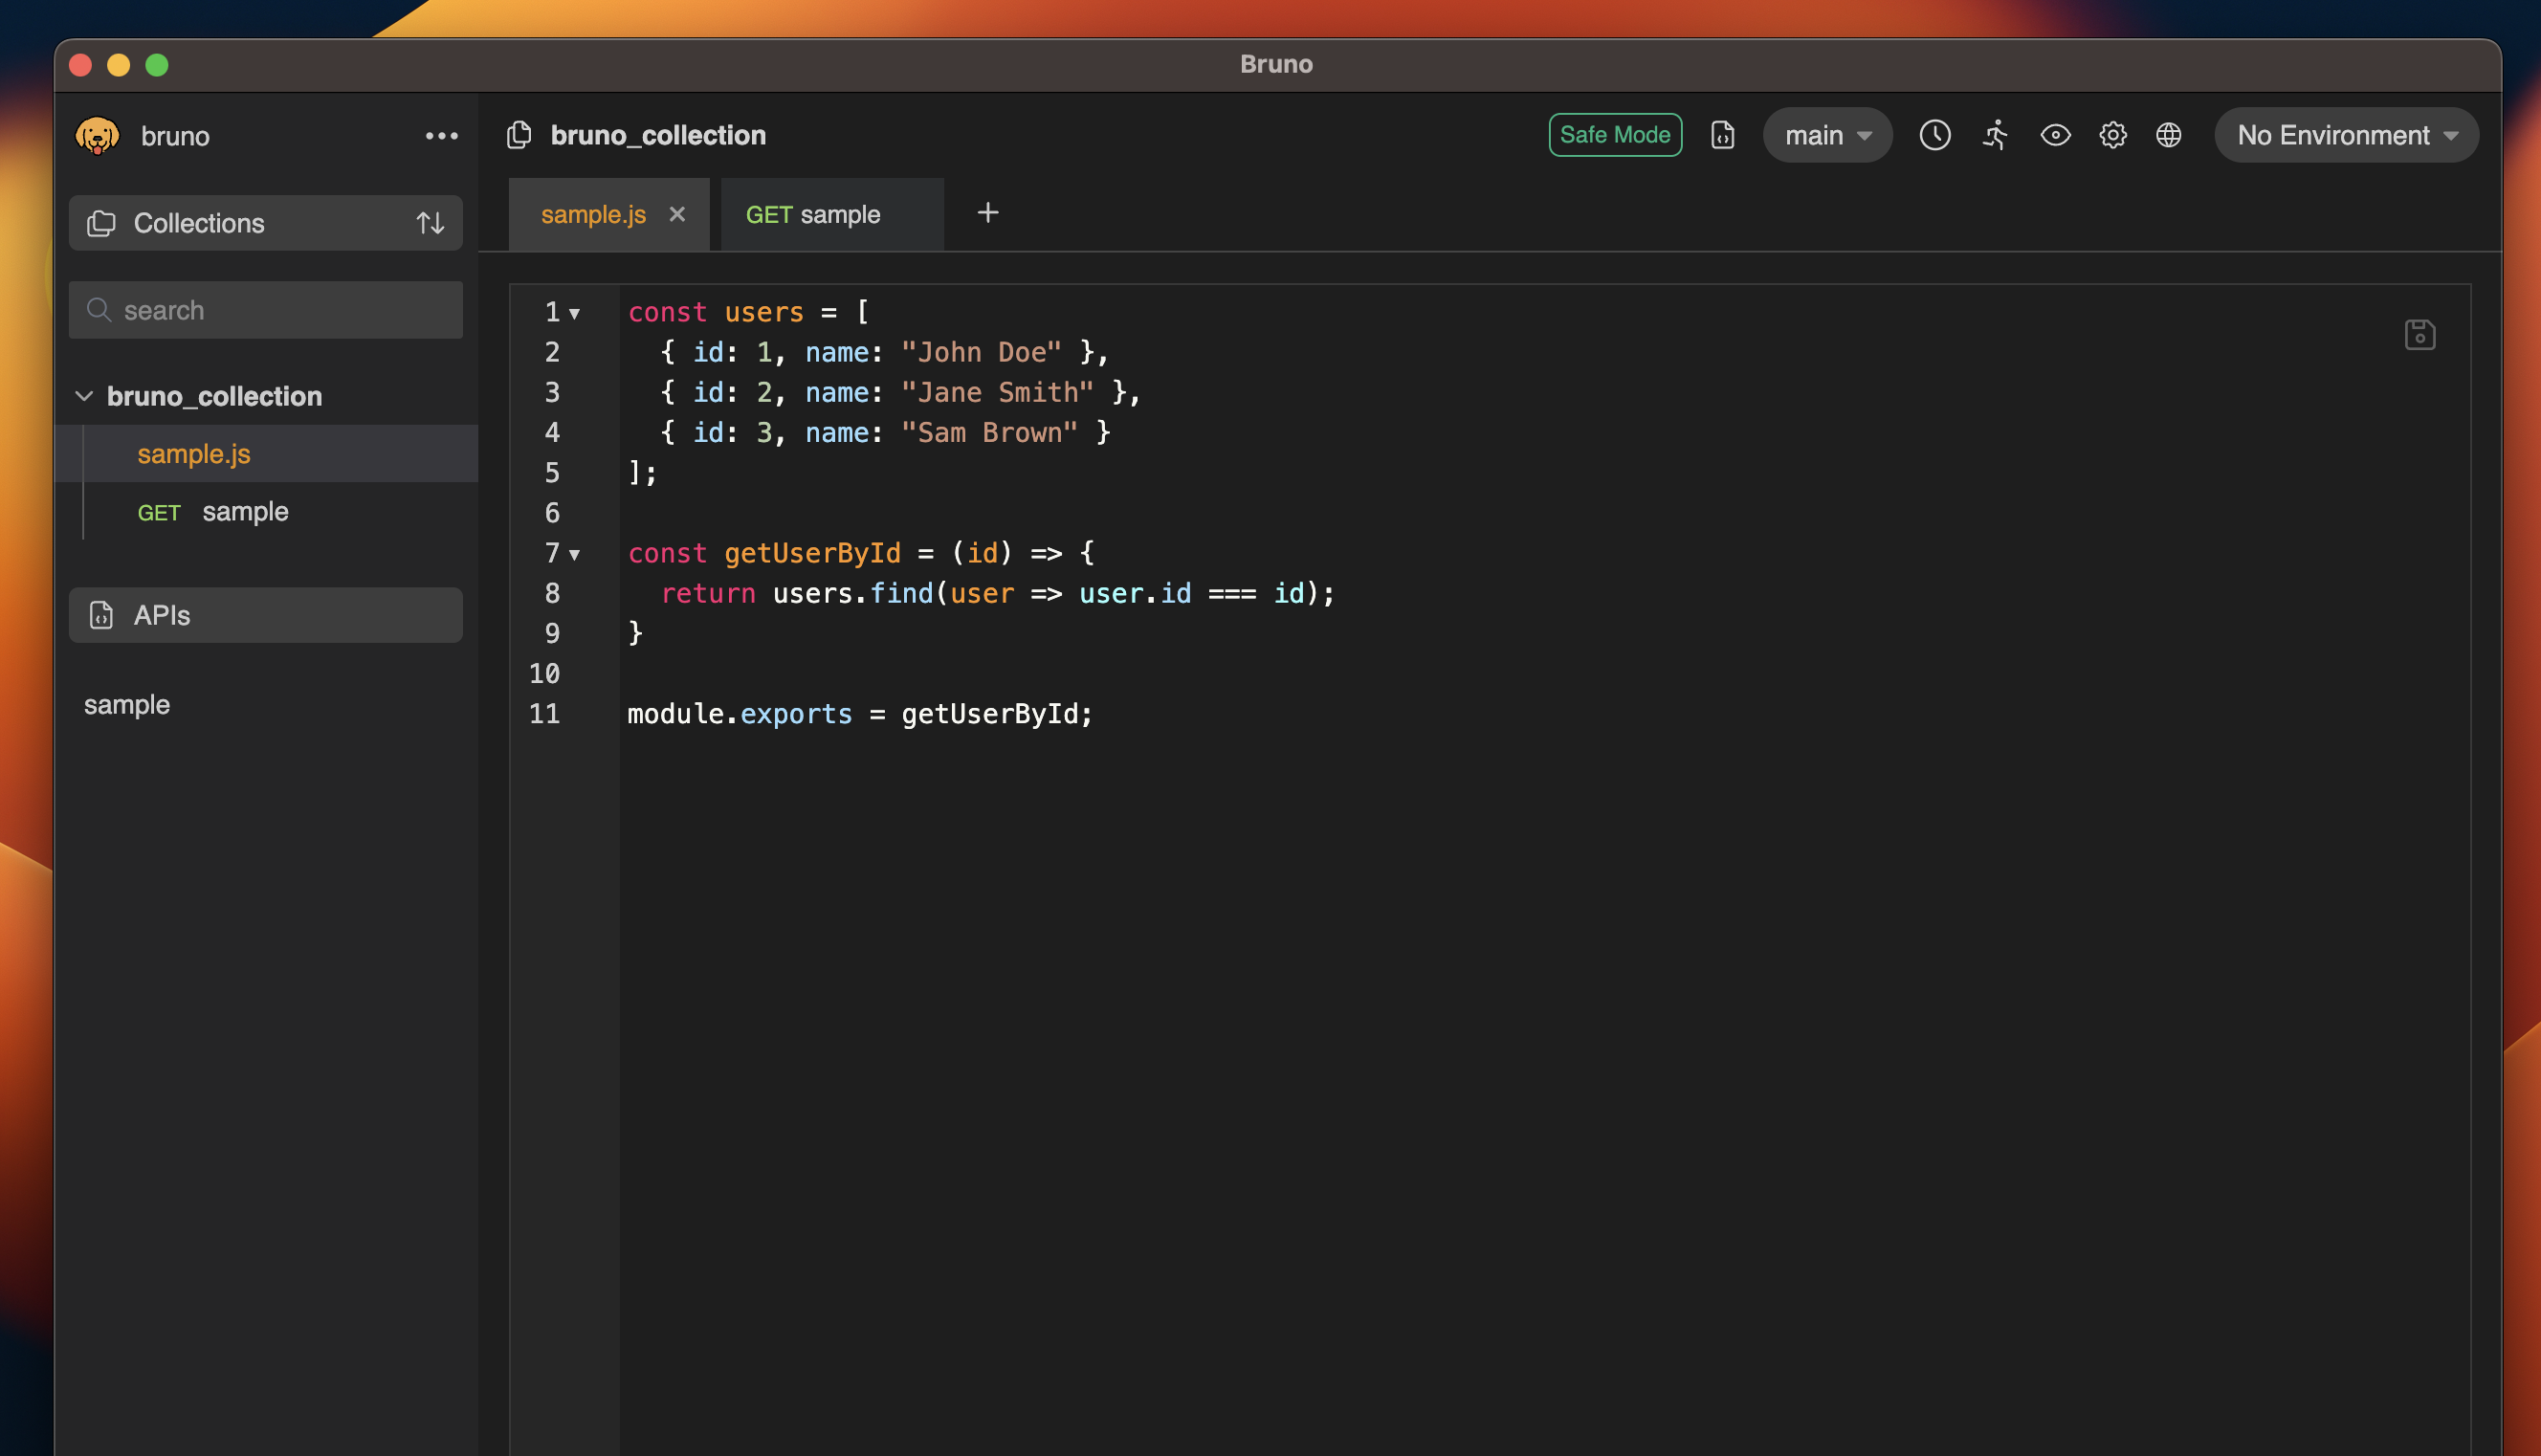 Bruno
bruno
bruno_collection
Safe Mode
main
No Environment
Collections
search
bruno_collection
sample.js
GET sample
APIs
sample
sample.js
GET sample
1 const users = [
2 { id: 1, name: "John Doe" },
3 { id: 2, name: "Jane Smith" },
4 { id: 3, name: "Sam Brown" }
5 ];
6
7 const getUserById = (id) => {
8 return users.find(user => user.id === id);
9 }
10
11 module.exports = getUserById;